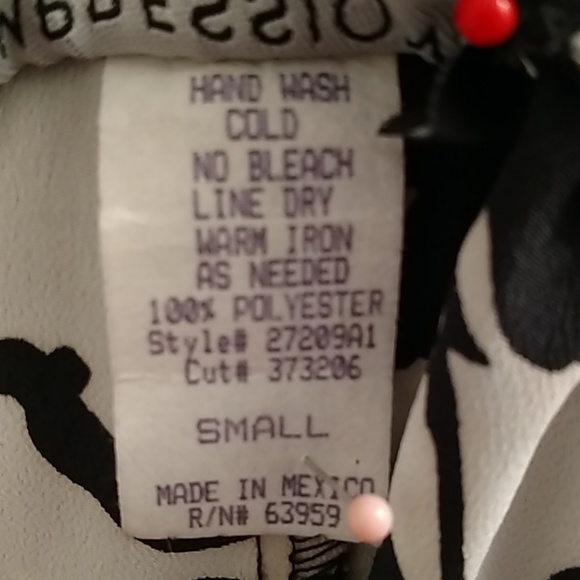 HAND WASH
COLD
NO BLEACH
LINE DRY
WARM IRON
AS NEEDED
100% POLYESTER
Style# 27209A1
Cut# 373206
SMALL
MADE IN MEXICO
R/N# 63959